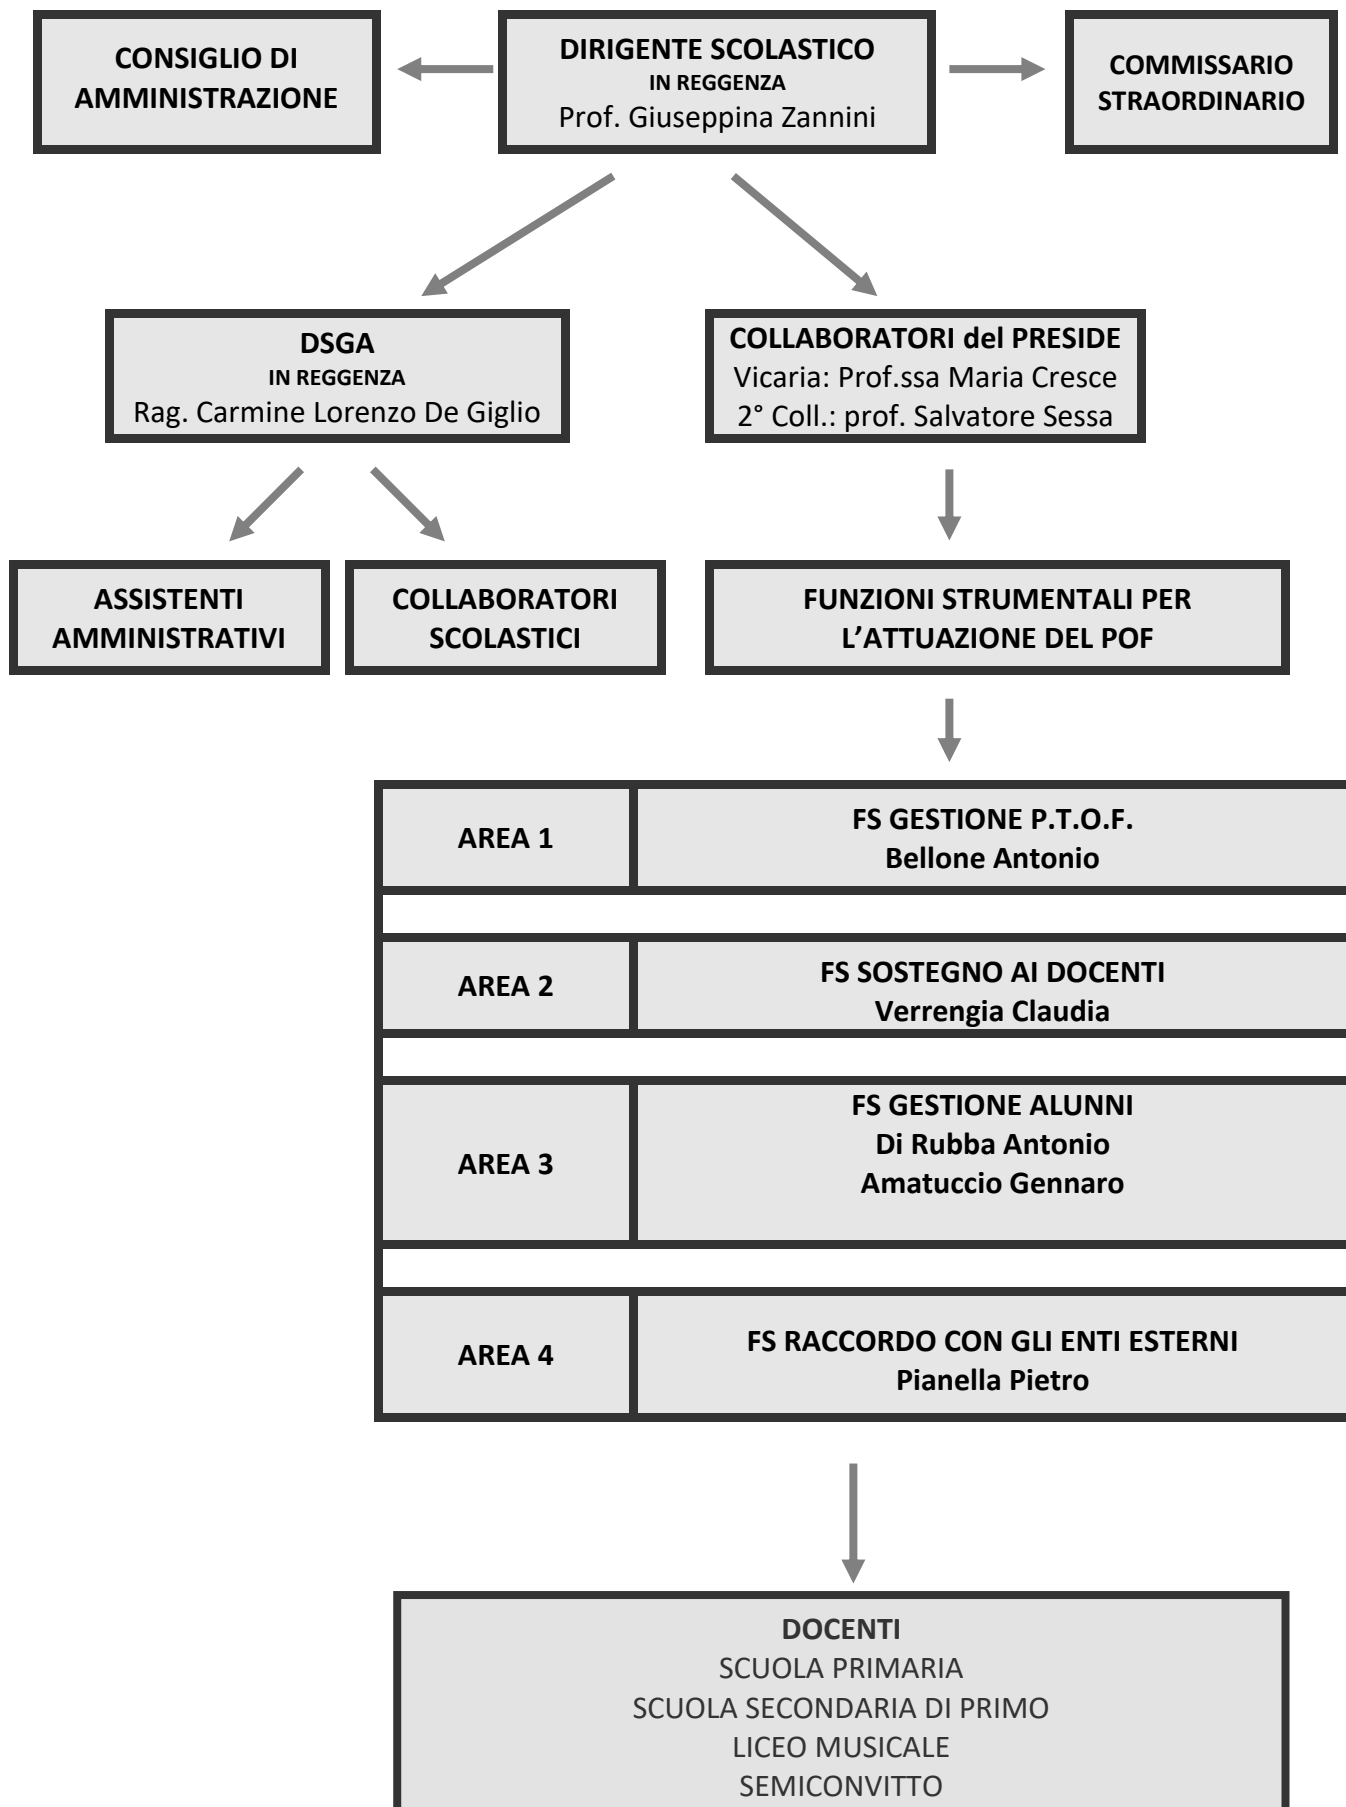 CONSIGLIO DI
AMMINISTRAZIONE
DIRIGENTE SCOLASTICO
IN REGGENZA
Prof. Giuseppina Zannini
COMMISSARIO
STRAORDINARIO
DSGA
IN REGGENZA
Rag. Carmine Lorenzo De Giglio
COLLABORATORI del PRESIDE
Vicaria: Prof.ssa Maria Cresce
2° Coll.: prof. Salvatore Sessa
ASSISTENTI
AMMINISTRATIVI
COLLABORATORI
SCOLASTICI
FUNZIONI STRUMENTALI PER
L’ATTUAZIONE DEL POF
AREA 1
FS GESTIONE P.T.O.F.
Bellone Antonio
AREA 2
FS SOSTEGNO AI DOCENTI
Verrengia Claudia
AREA 3
FS GESTIONE ALUNNI
Di Rubba Antonio
Amatuccio Gennaro
AREA 4
FS RACCORDO CON GLI ENTI ESTERNI
Pianella Pietro
DOCENTI
SCUOLA PRIMARIA
SCUOLA SECONDARIA DI PRIMO
LICEO MUSICALE
SEMICONVITTO